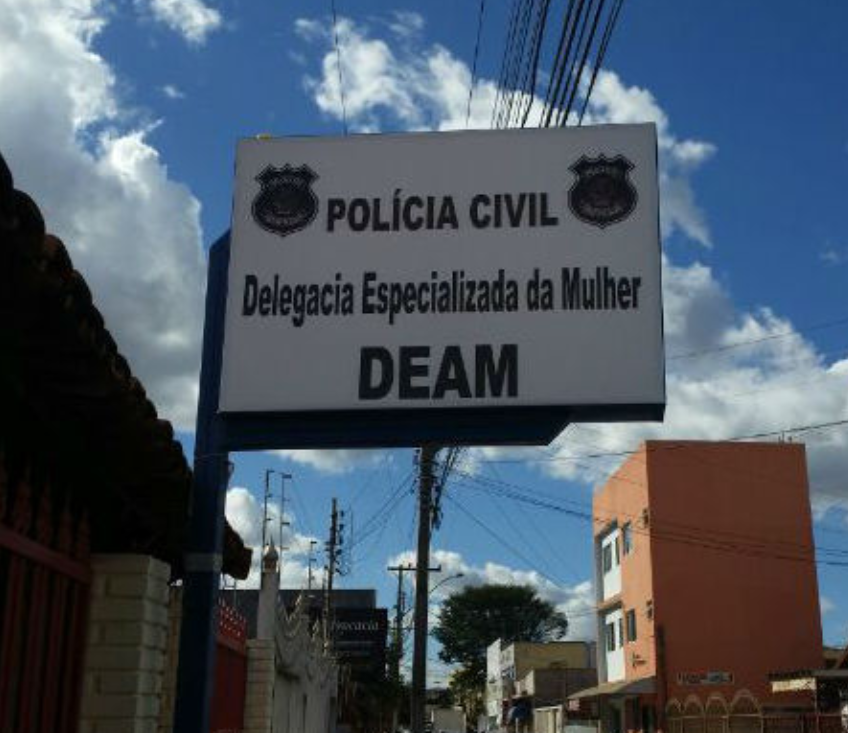 POLÍCIA CIVIL
Delegacia Especializada da Mulher
DEAM